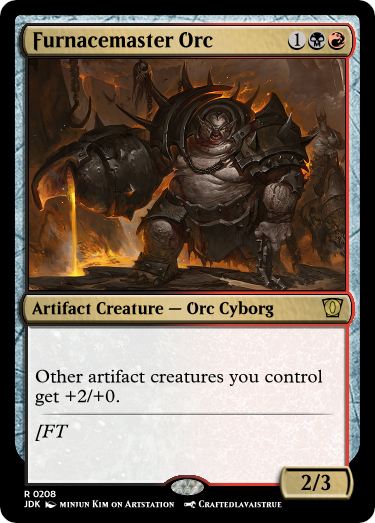 Furnacemaster Orc 1
Artifact Creature — Orc Cyborg
Other artifact creatures you control
get +2/+0.
[FT
2/3
R 0208
JDK MINJUN KIM ON ARTSTATION CRAFTEDLAVAISTRUE